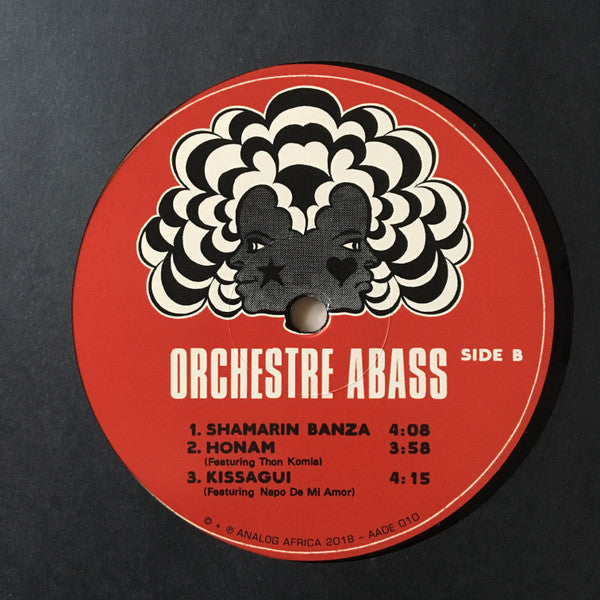 ORCHESTRE ABASS SIDE B
1. SHAMARIN BANZA 4:08
2. HONAM 3:58
(Featuring Thon Komla)
3. KISSAGUI 4:15
(Featuring Napo De Mi Amor)
© + ℗ ANALOG AFRICA 2018 - AADE 010